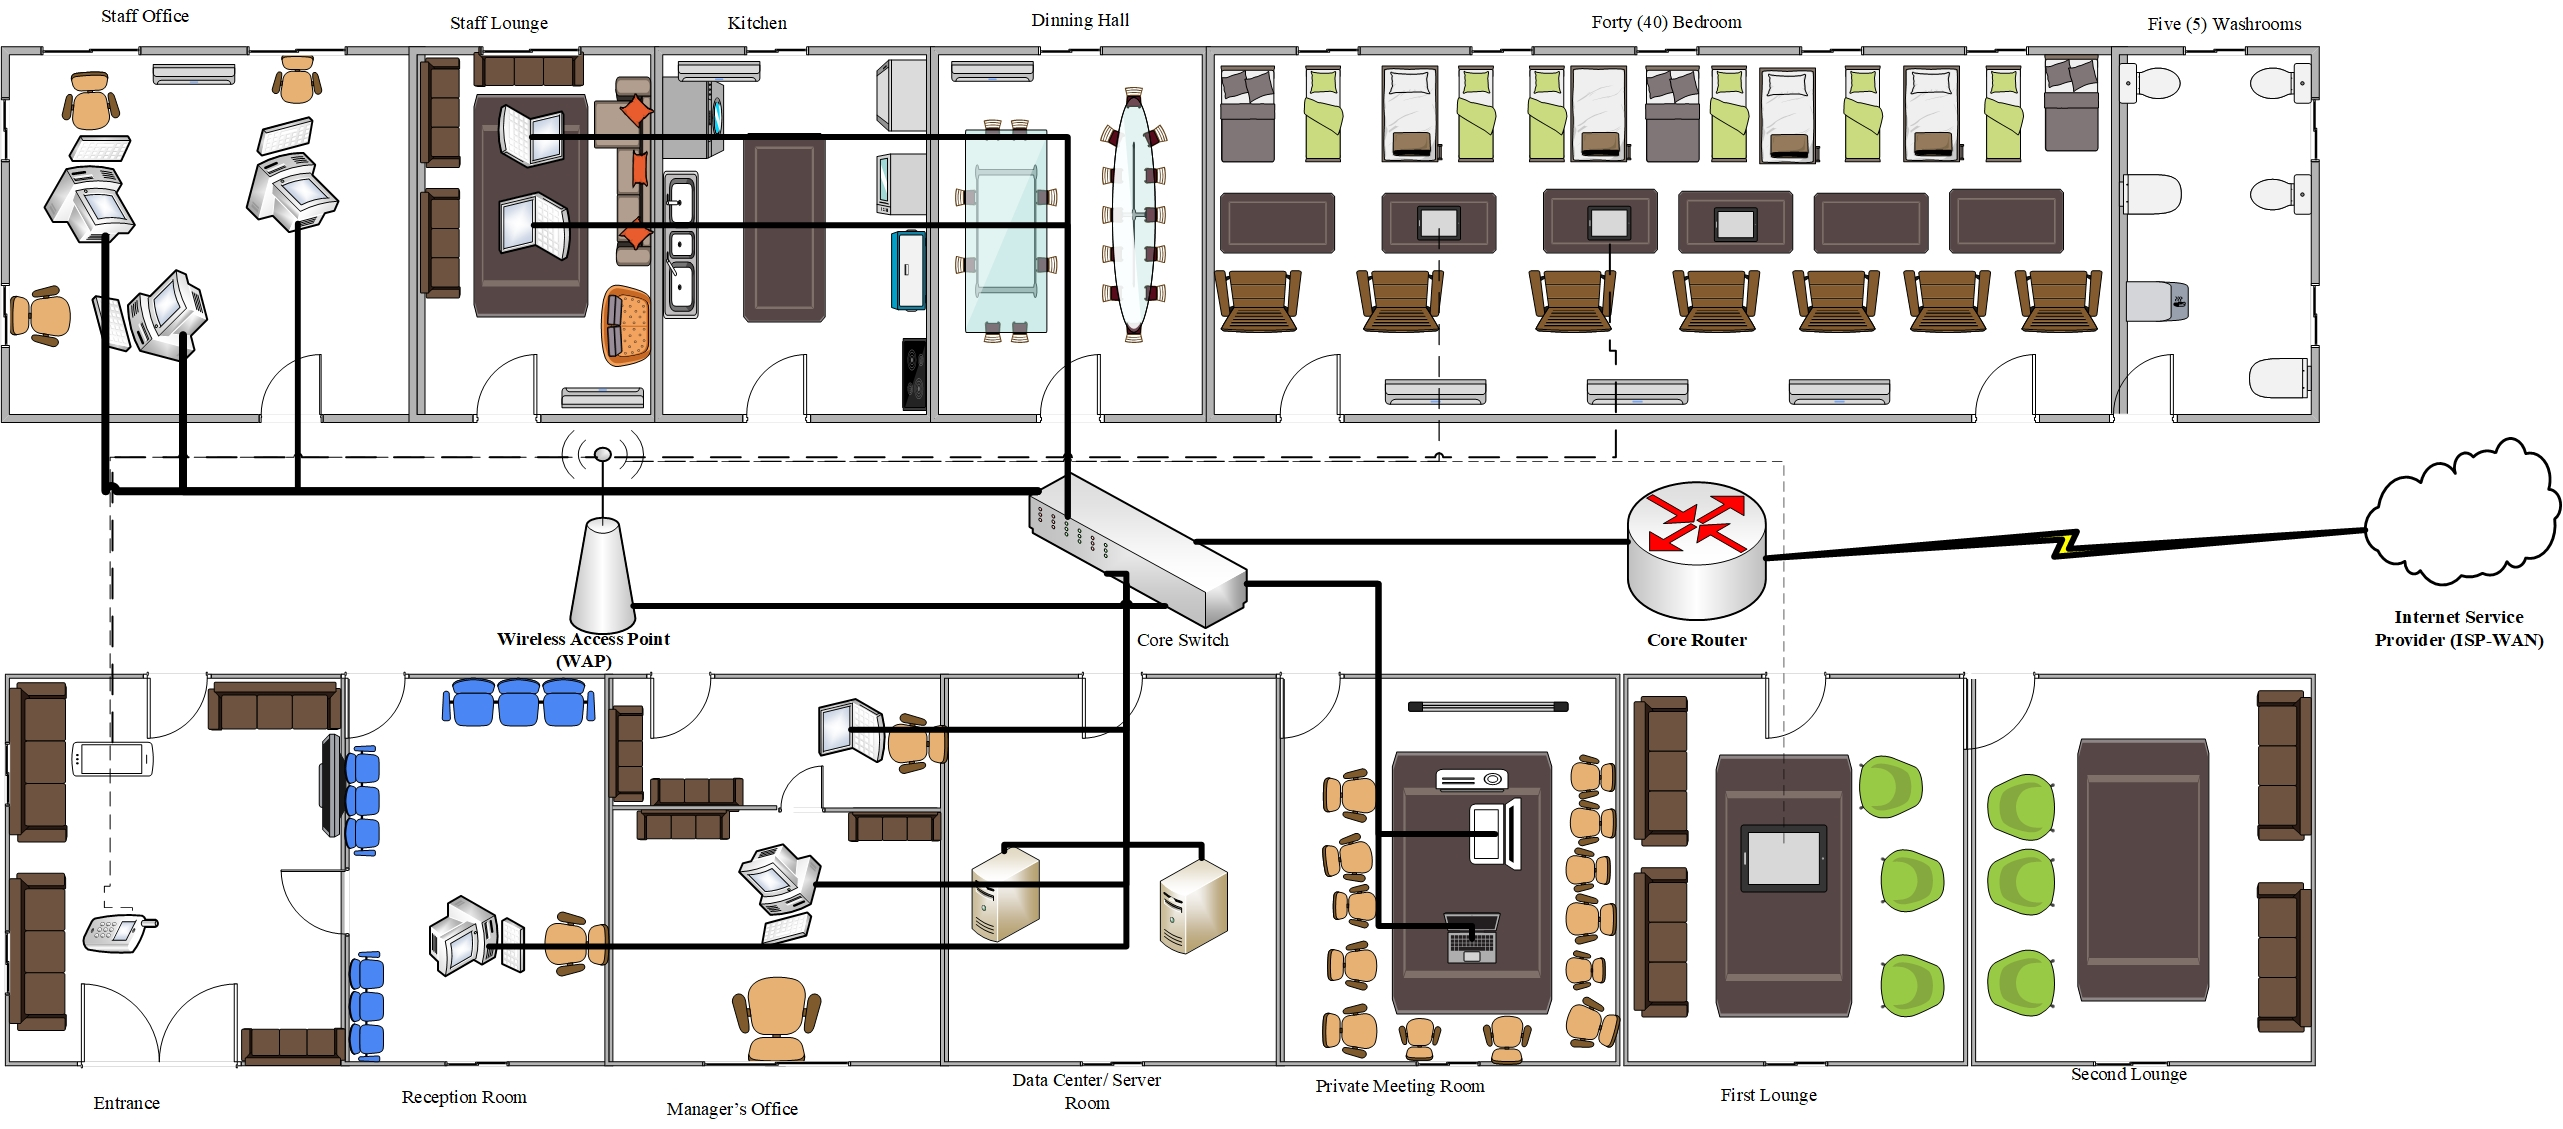 Staff Office
Staff Lounge
Kitchen
Dinning Hall
Forty (40) Bedroom
Five (5) Washrooms
Wireless Access Point
(WAP)
Core Switch
Core Router
Internet Service
Provider (ISP-WAN)
Entrance
Reception Room
Manager's Office
Data Center/ Server
Room
Private Meeting Room
First Lounge
Second Lounge